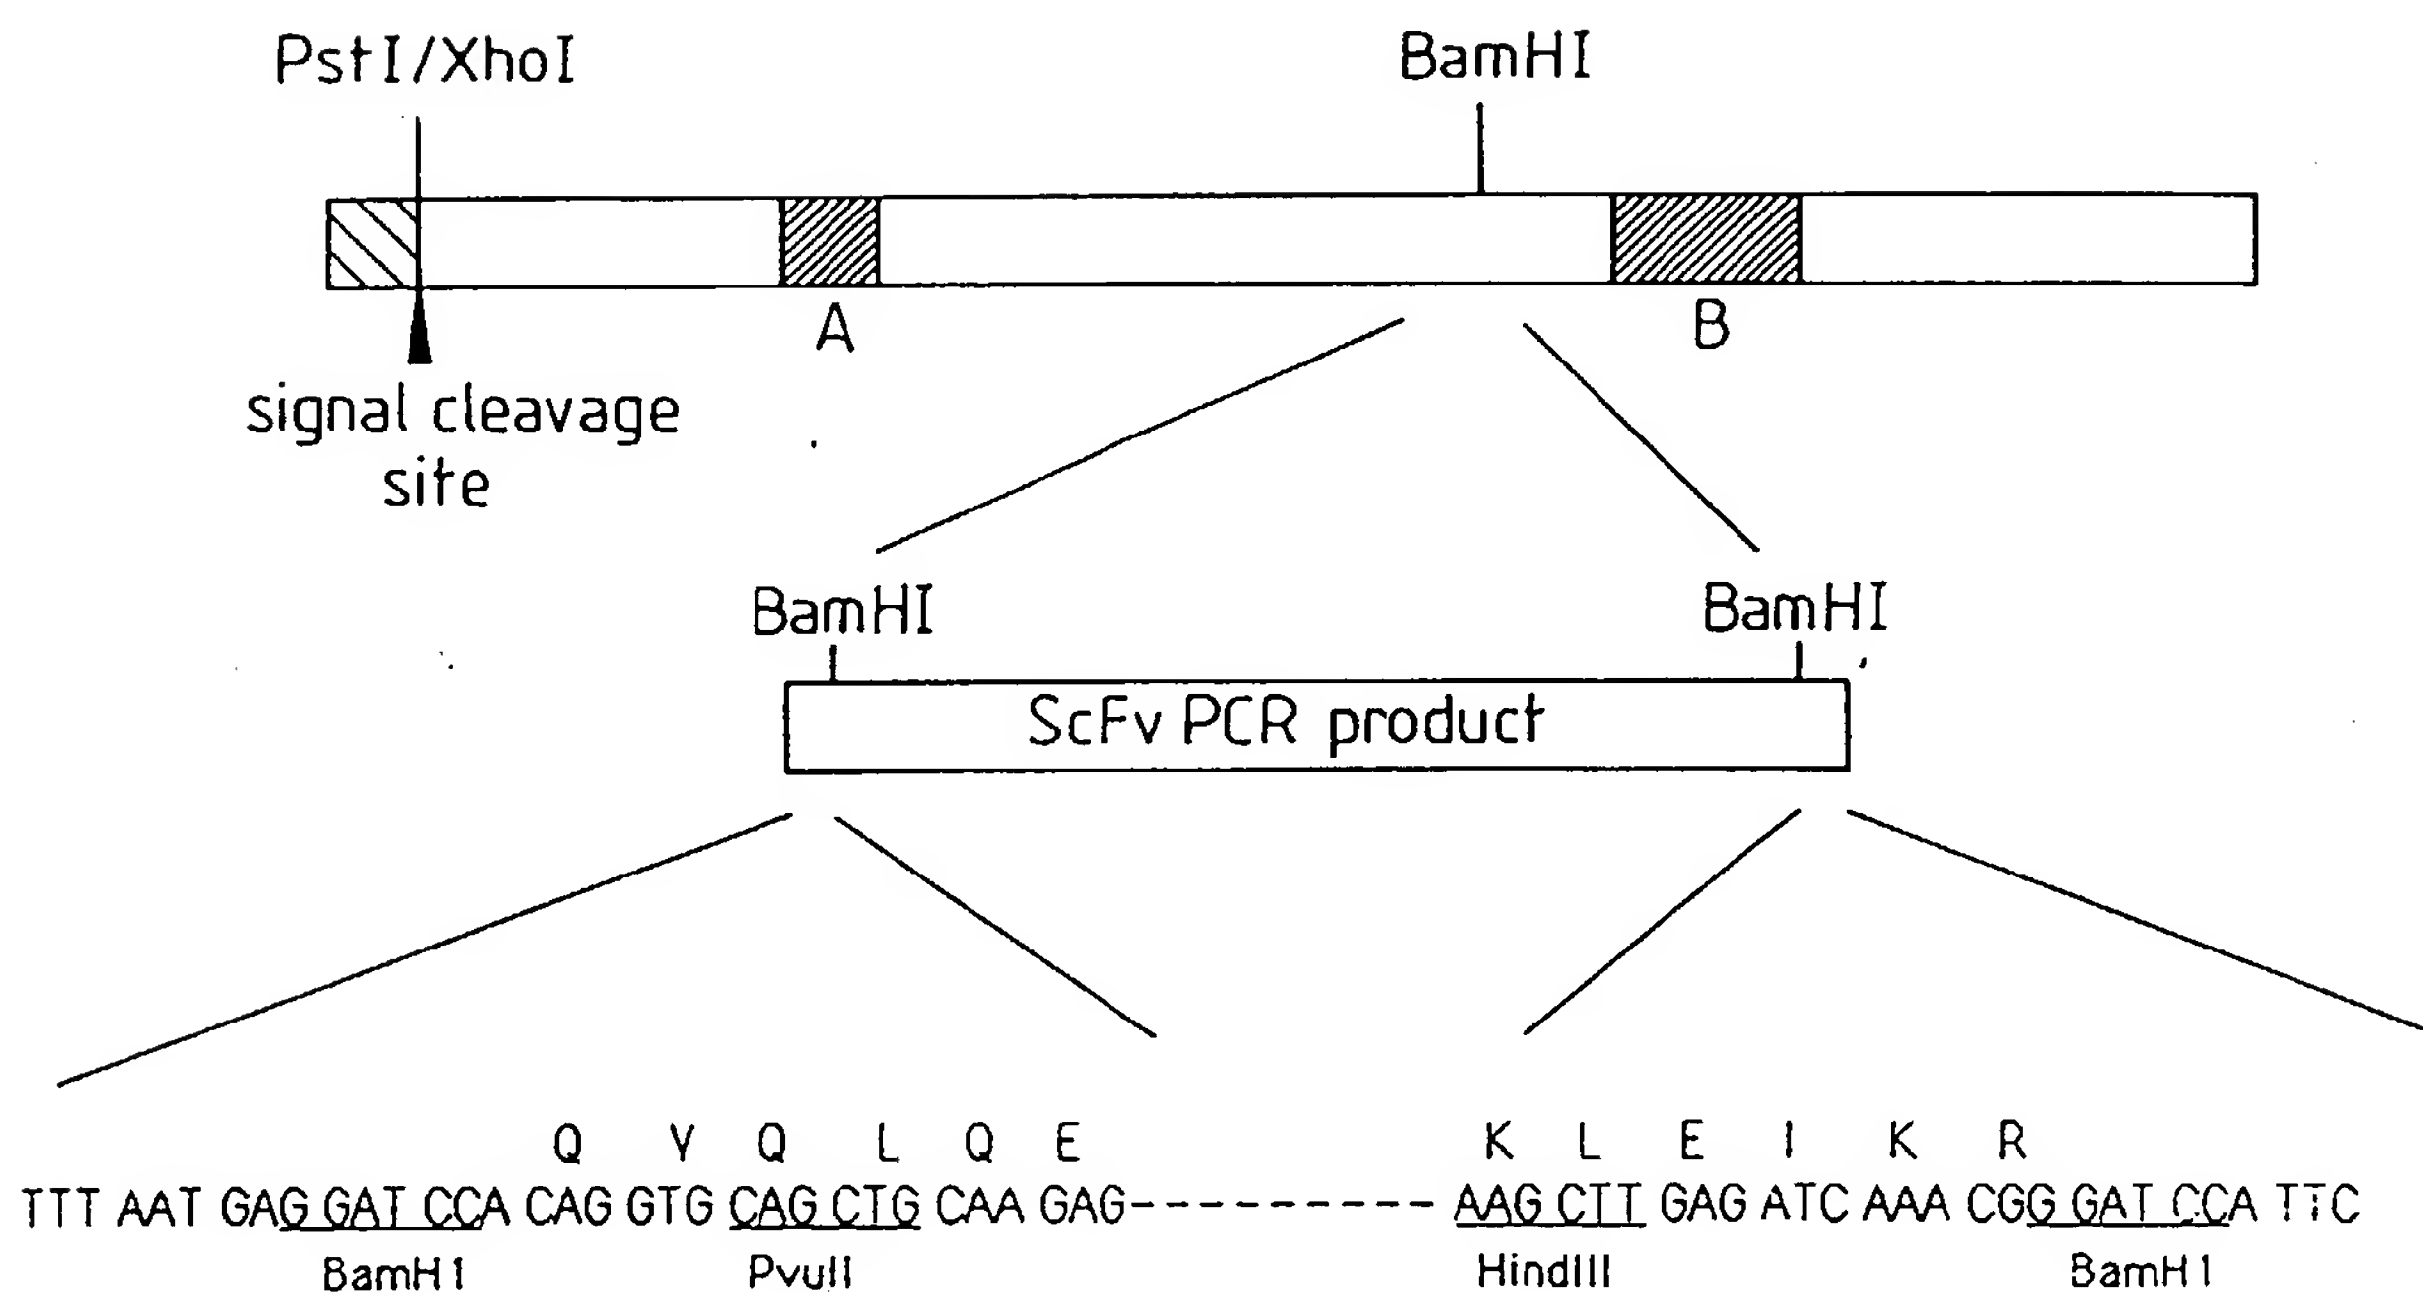 PstI/XhoI
BamHI
A
B
signal cleavage
site
BamHI
BamHI
ScFv PCR product
Q V Q L Q E
K L E I K R
TTT AAT GAG GAT CCA CAG GTG CAG CTG CAA GAG---------- AAG CTT GAG ATC AAA CGG GAT CCA TTC
BamH1
PvuII
HindIII
BamH1